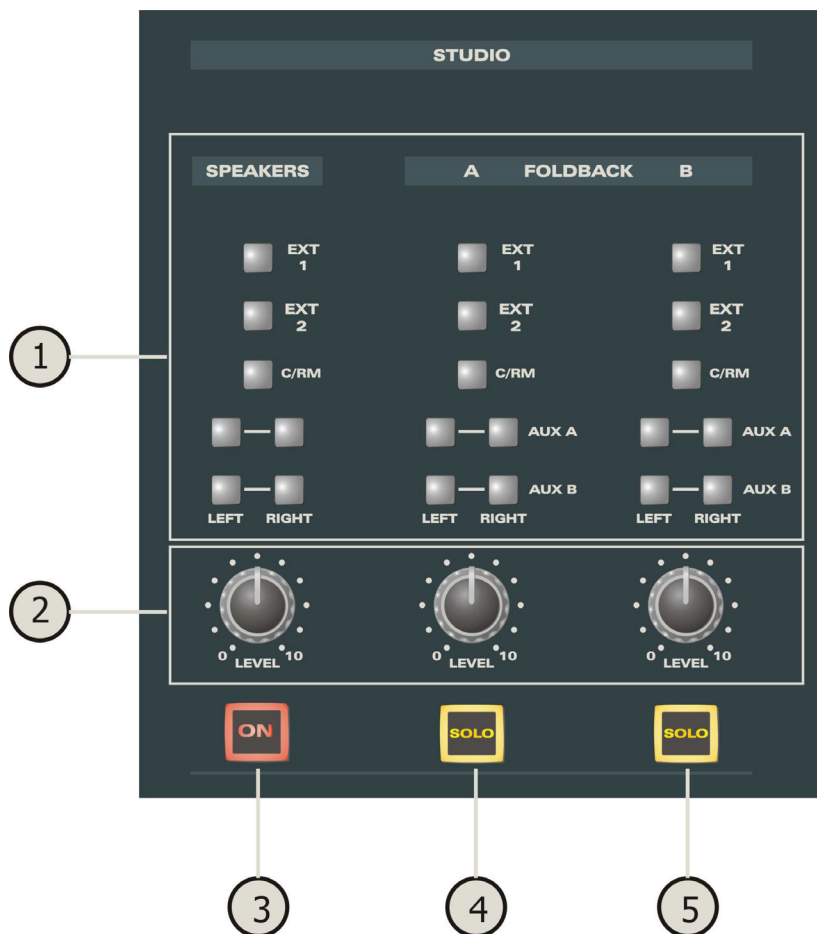 STUDIO
SPEAKERS
A FOLDBACK B
EXT 1
EXT 1
EXT 1
EXT 2
EXT 2
EXT 2
1
C/RM
C/RM
C/RM
AUX A
AUX A
AUX B
AUX B
LEFT RIGHT
LEFT RIGHT
LEFT RIGHT
2
0 LEVEL 10
0 LEVEL 10
0 LEVEL 10
ON
SOLO
SOLO
3
4
5